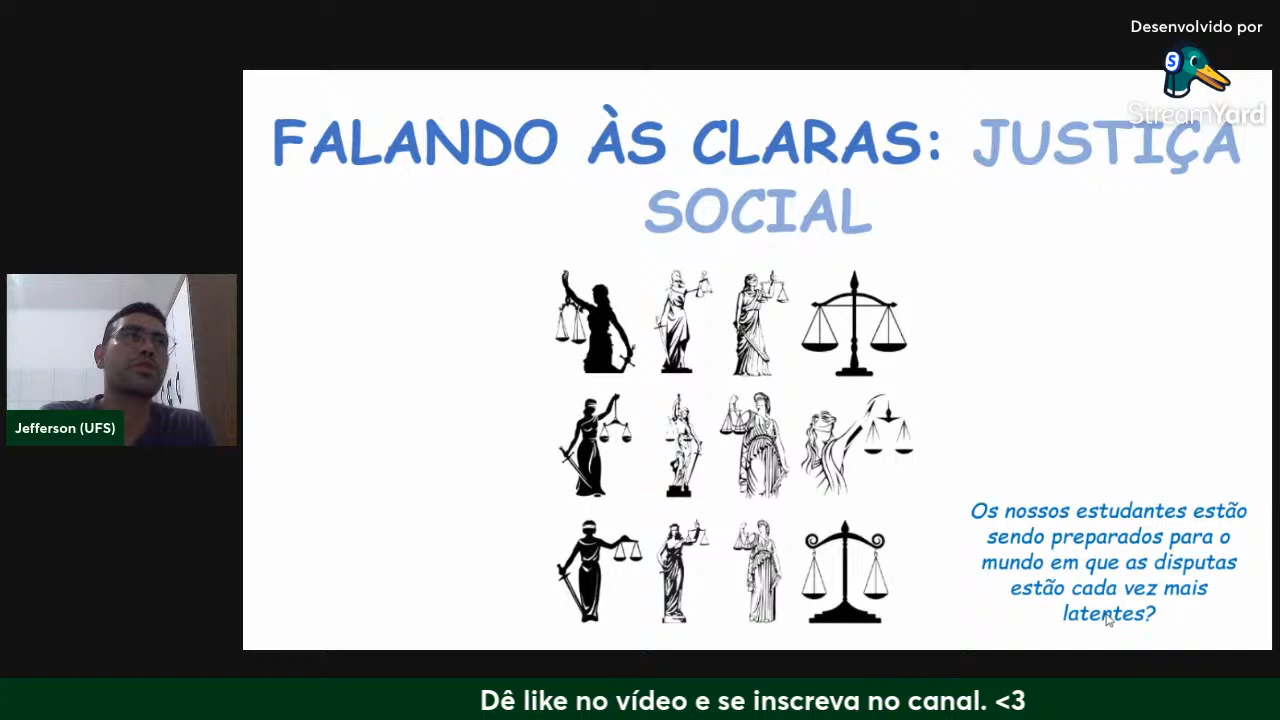 Desenvolvido por
S
StreamYard
FALANDO ÀS CLARAS: JUSTIÇA
SOCIAL
Jefferson (UFS)
Os nossos estudantes estão
sendo preparados para o
mundo em que as disputas
estão cada vez mais
latentes?
Dê like no vídeo e se inscreva no canal. <3